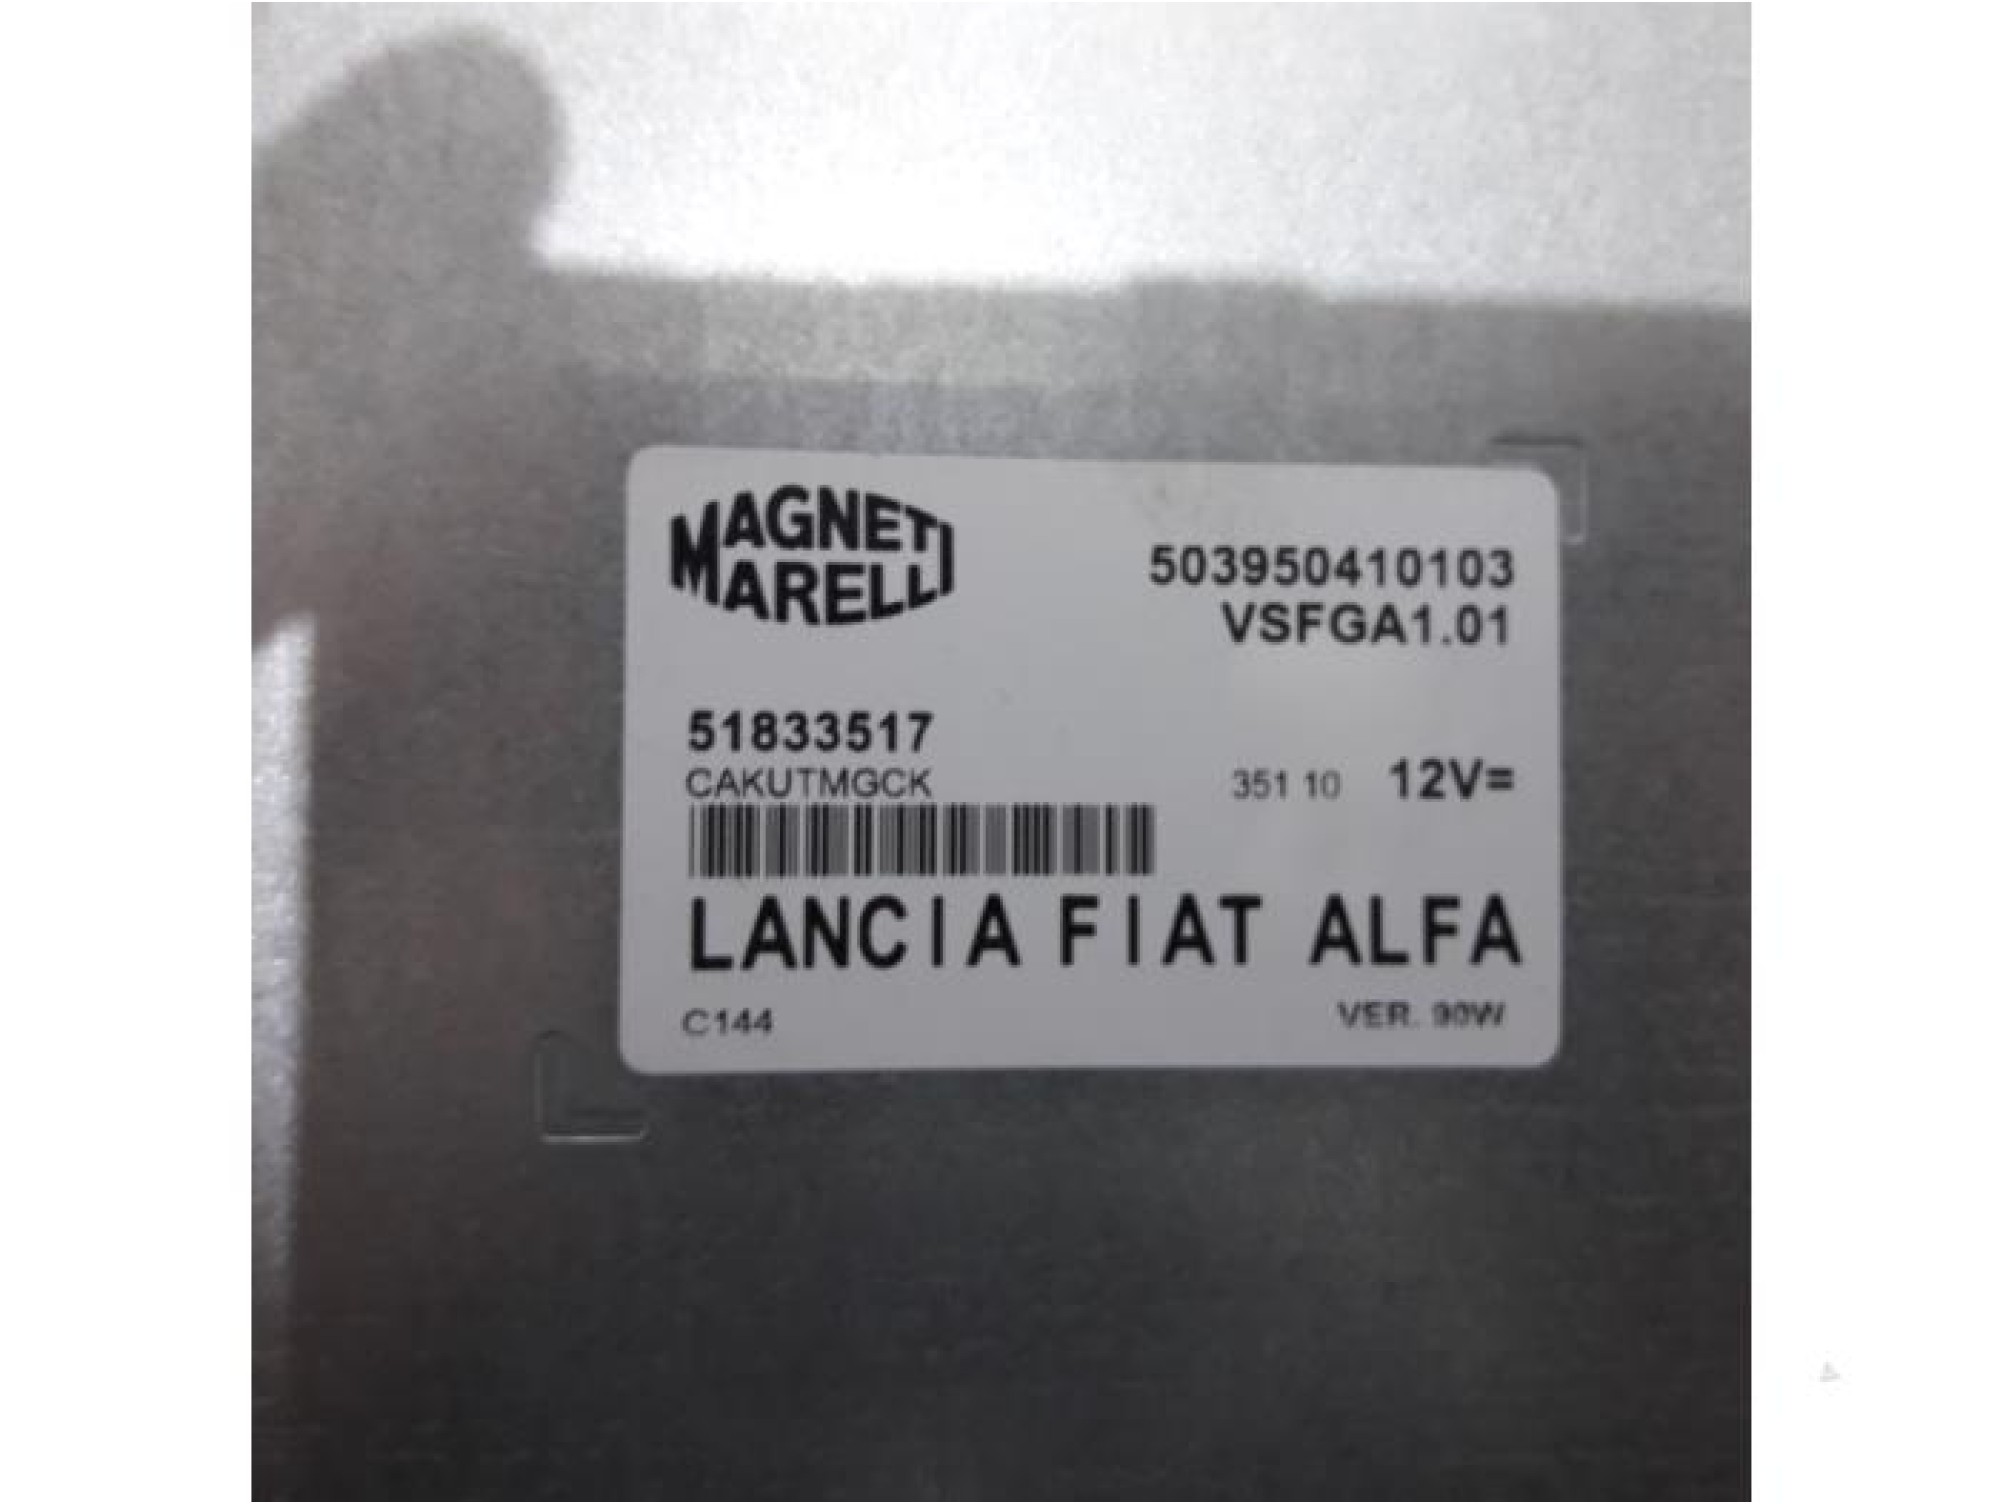 MAGNETI
MARELLI
503950410103
VSFGA1.01
51833517
CAKUTMGCK
351 10 12V=
LANCIA FIAT ALFA
C144 VER. 90W